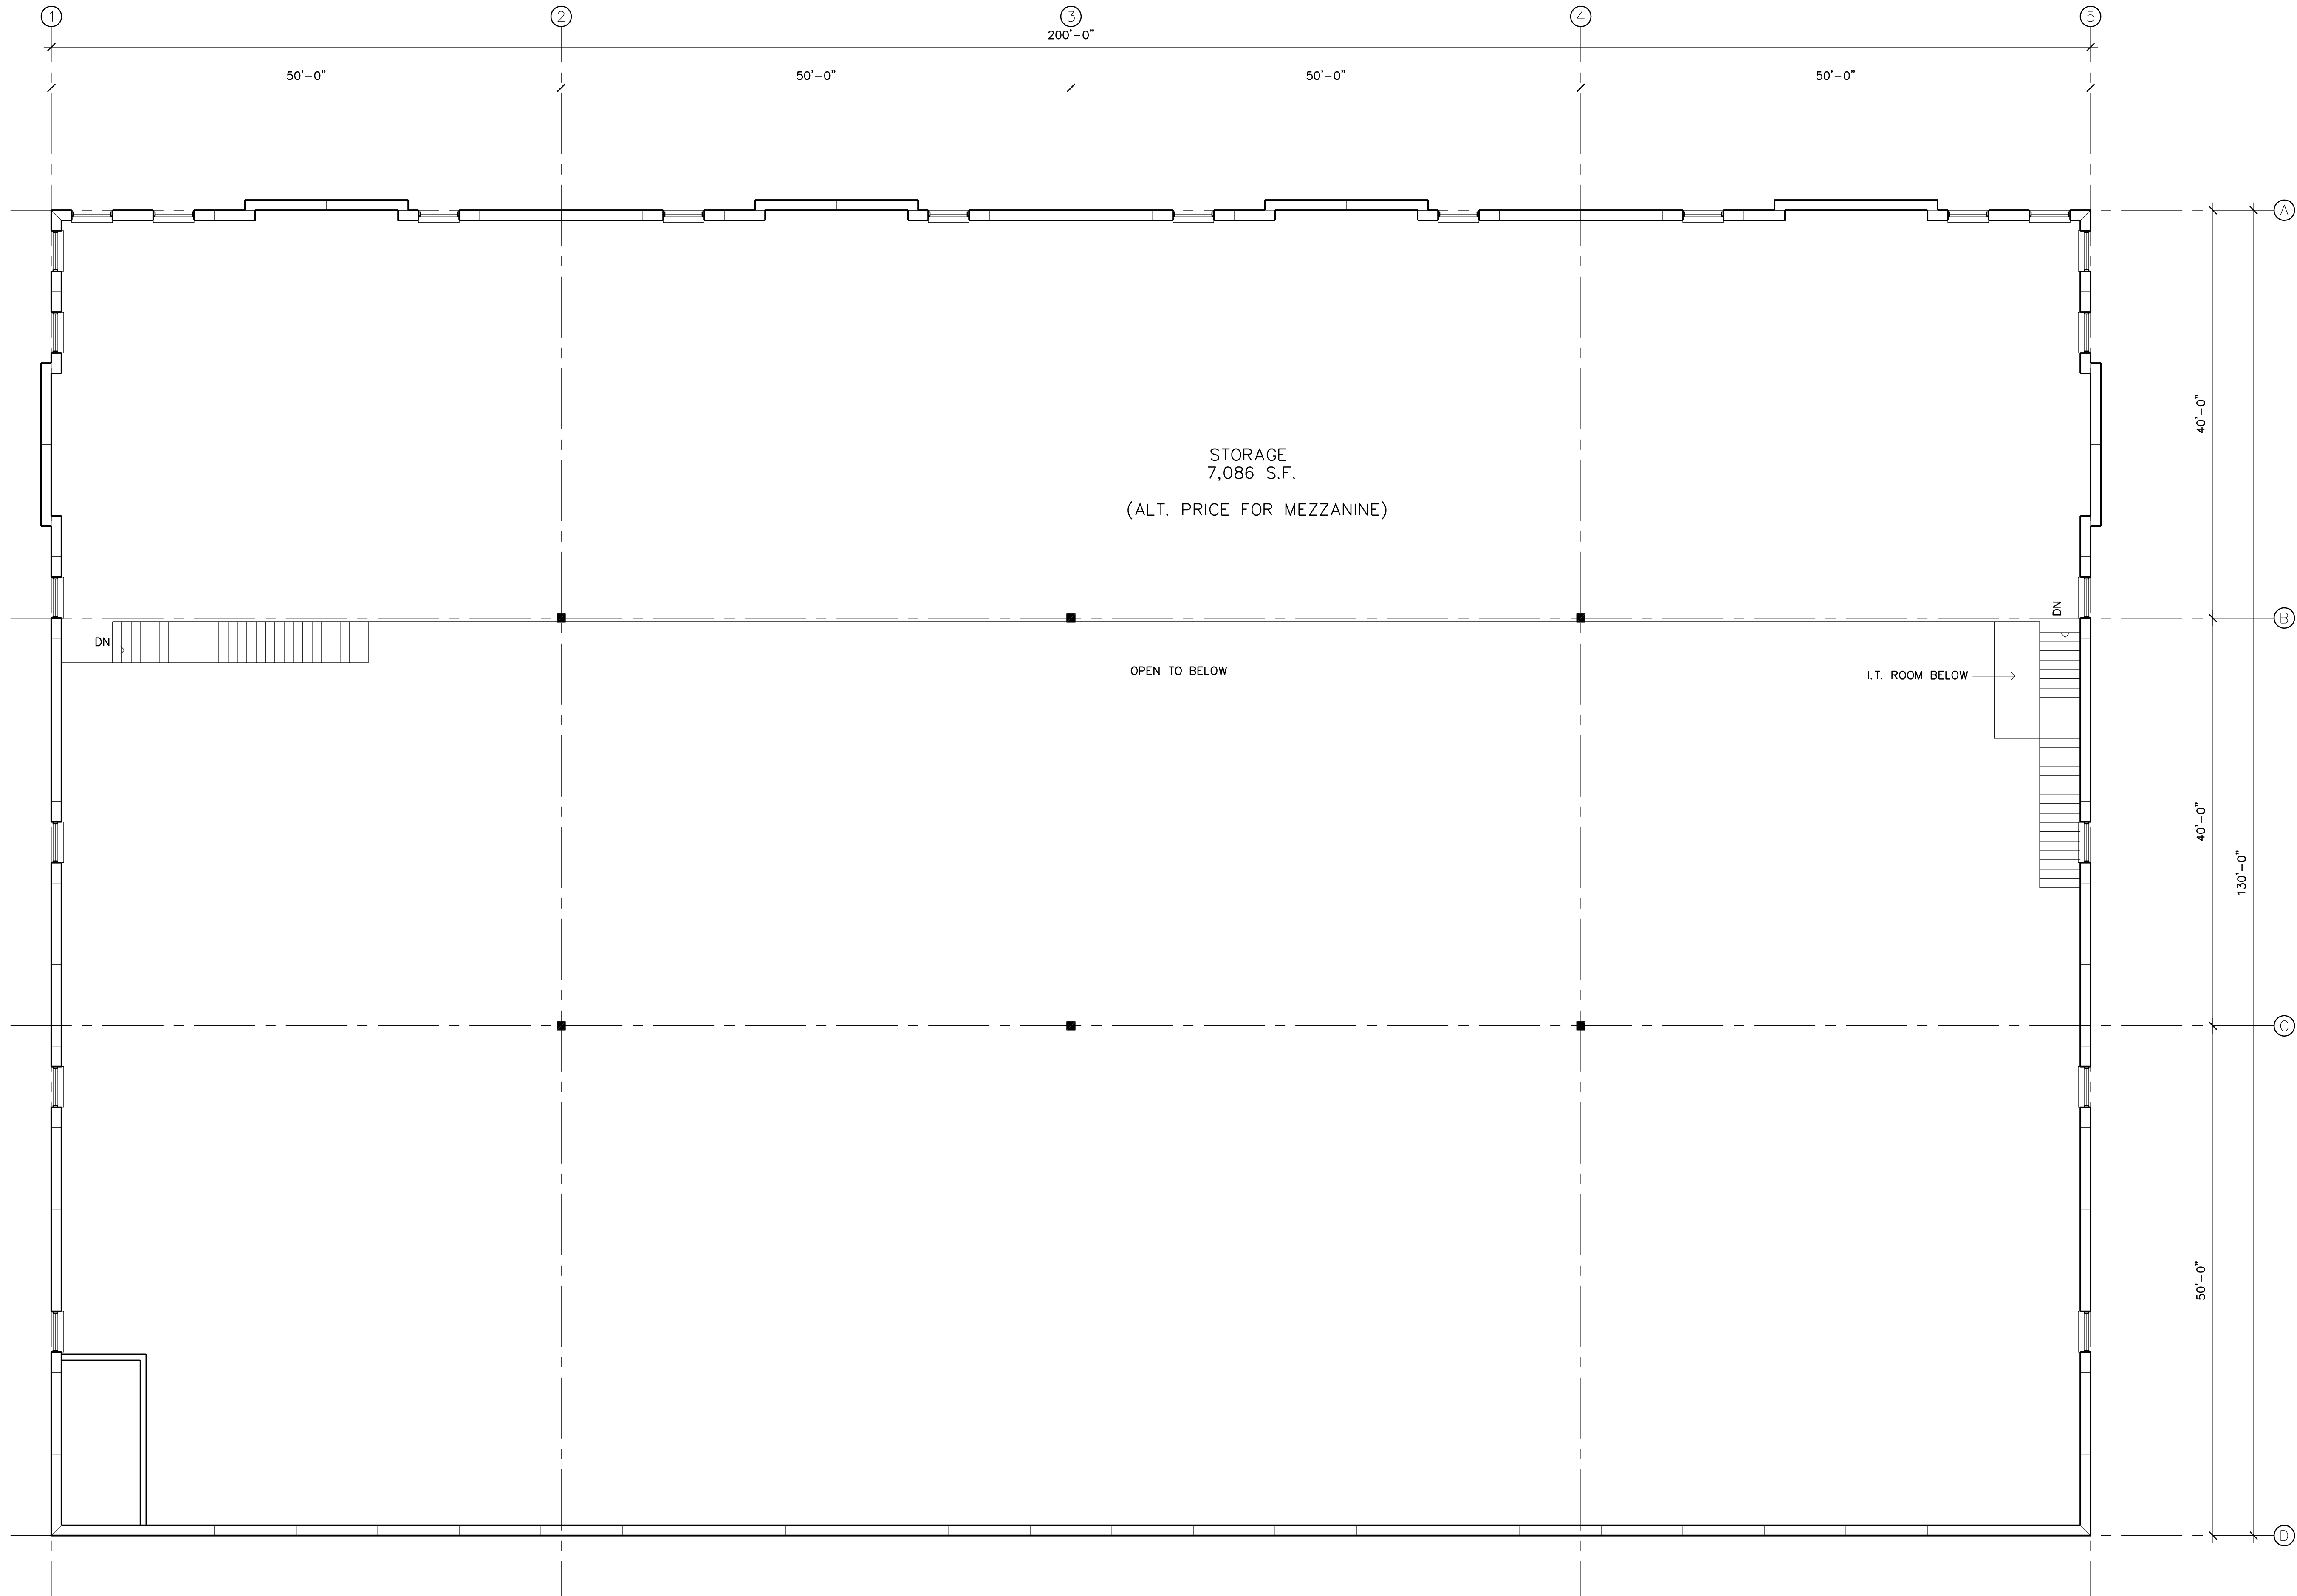 1 2 3 4 5
200'-0"
50'-0" 50'-0" 50'-0" 50'-0"
A
40'-0"
STORAGE
7,086 S.F.
(ALT. PRICE FOR MEZZANINE)
DN
B
DN
OPEN TO BELOW
I.T. ROOM BELOW
40'-0"
130'-0"
C
50'-0"
D